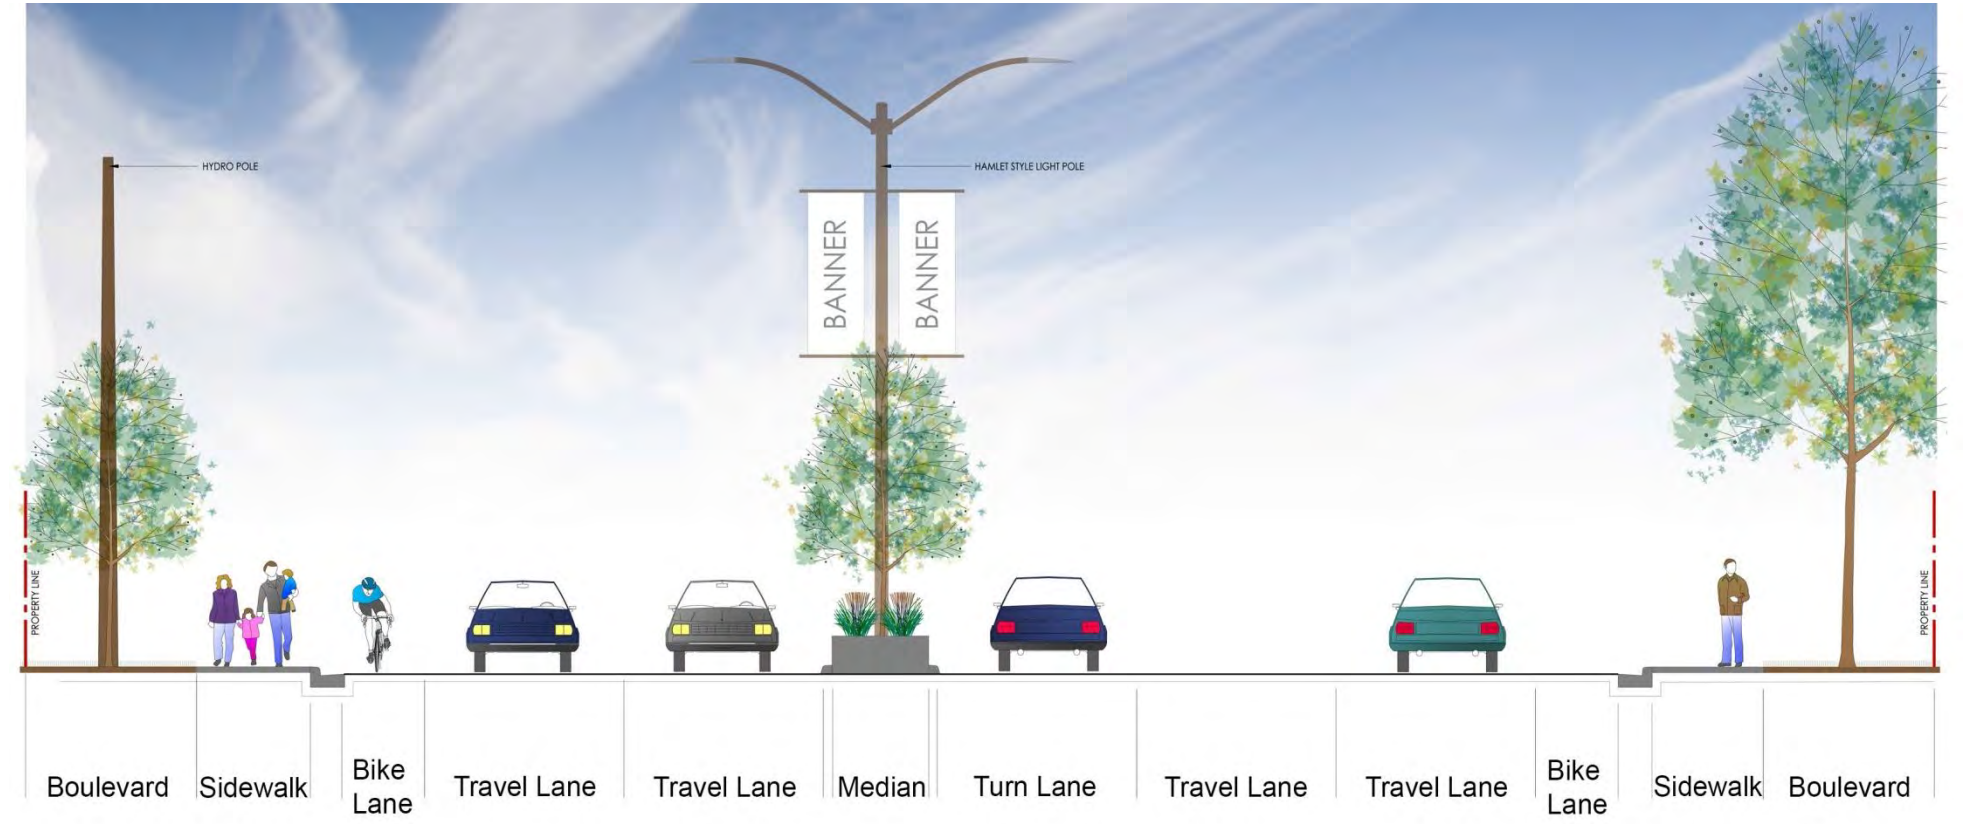 HYDRO POLE
HAMLET STYLE LIGHT POLE
BANNER
BANNER
PROPERTY LINE
PROPERTY LINE
Boulevard
Sidewalk
Bike
Lane
Travel Lane
Travel Lane
Median
Turn Lane
Travel Lane
Travel Lane
Bike
Lane
Sidewalk
Boulevard